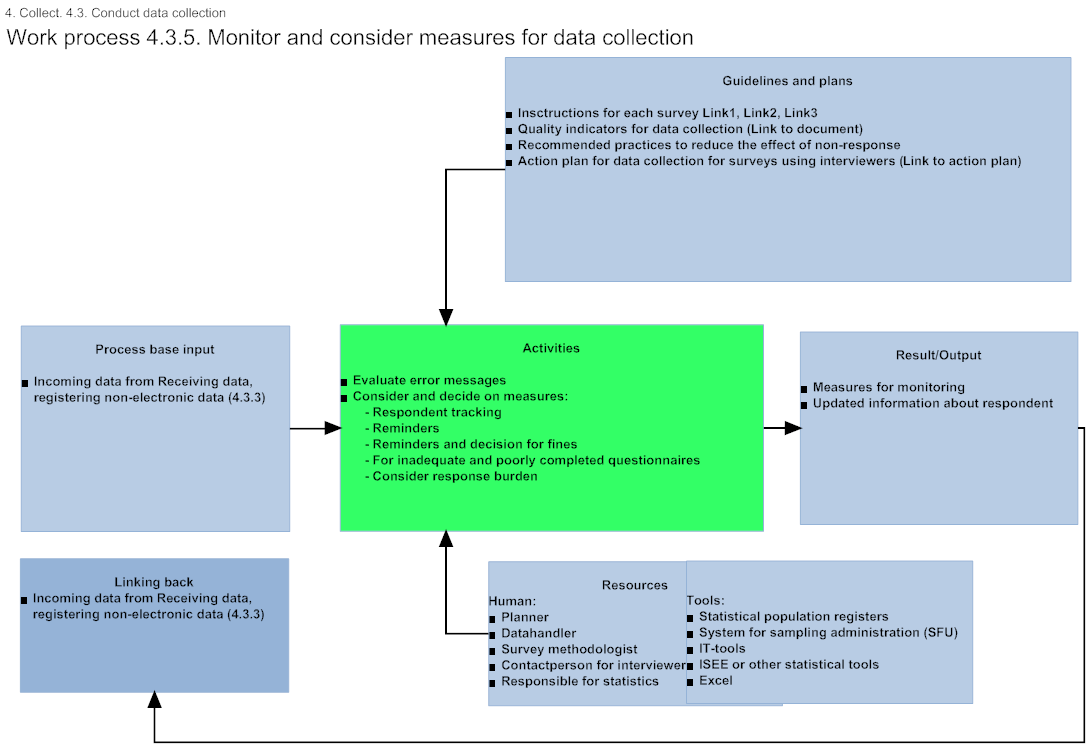 4. Collect. 4.3. Conduct data collection
Work process 4.3.5. Monitor and consider measures for data collection
Guidelines and plans
Insctructions for each survey Link1, Link2, Link3
Quality indicators for data collection (Link to document)
Recommended practices to reduce the effect of non-response
Action plan for data collection for surveys using interviewers (Link to action plan)
Process base input
Incoming data from Receiving data,
registering non-electronic data (4.3.3)
Activities
Evaluate error messages
Consider and decide on measures:
- Respondent tracking
- Reminders
- Reminders and decision for fines
- For inadequate and poorly completed questionnaires
- Consider response burden
Result/Output
Measures for monitoring
Updated information about respondent
Linking back
Incoming data from Receiving data,
registering non-electronic data (4.3.3)
Resources
Human:
Planner
Datahandler
Survey methodologist
Contactperson for interviewer
Responsible for statistics
Tools:
Statistical population registers
System for sampling administration (SFU)
IT-tools
ISEE or other statistical tools
Excel